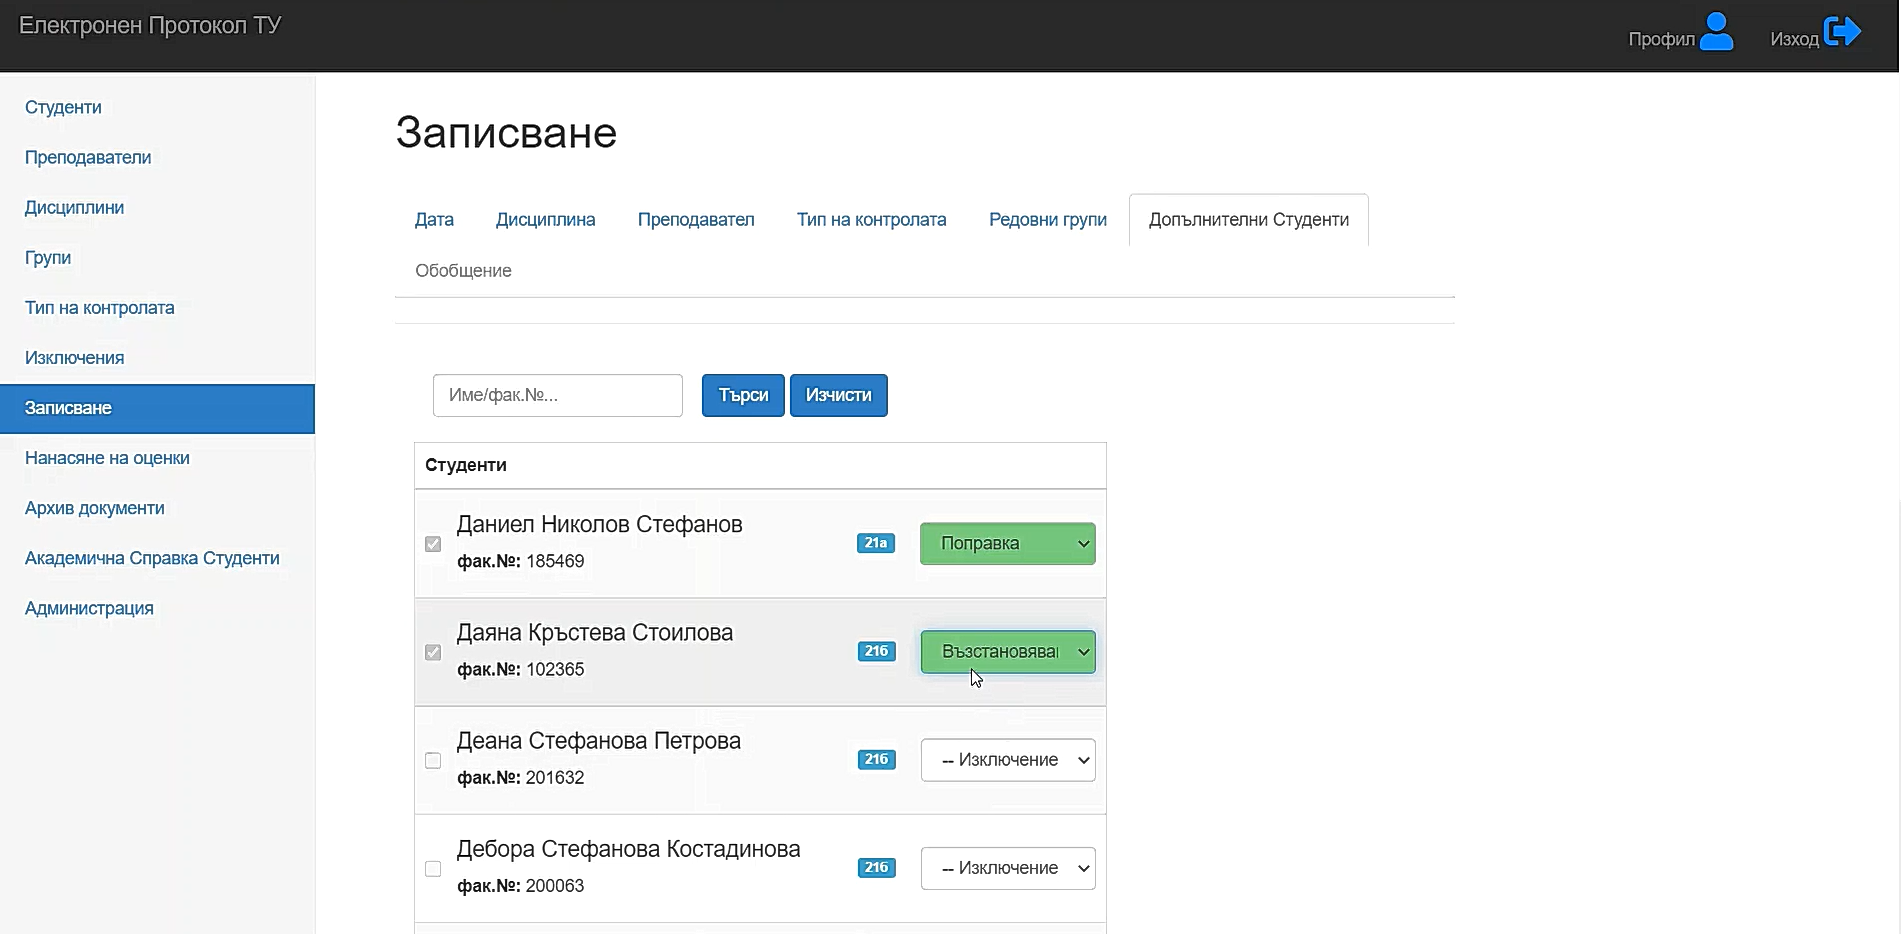 Електронен Протокол ТУ
Профил
Изход
Студенти
Преподаватели
Дисциплини
Групи
Тип на контролата
Изключения
Записване
Нанасяне на оценки
Архив документи
Академична Справка Студенти
Администрация
Записване
Дата Дисциплина Преподавател Тип на контролата Редовни групи Допълнителни Студенти
Обобщение
Име/фак.№... Търси Изчисти
Студенти
Даниел Николов Стефанов
фак.№: 185469
21а Поправка
Даяна Кръстева Стоилова
фак.№: 102365
21б Възстановява
Деана Стефанова Петрова
фак.№: 201632
21б -- Изключение
Дебора Стефанова Костадинова
фак.№: 200063
21б -- Изключение